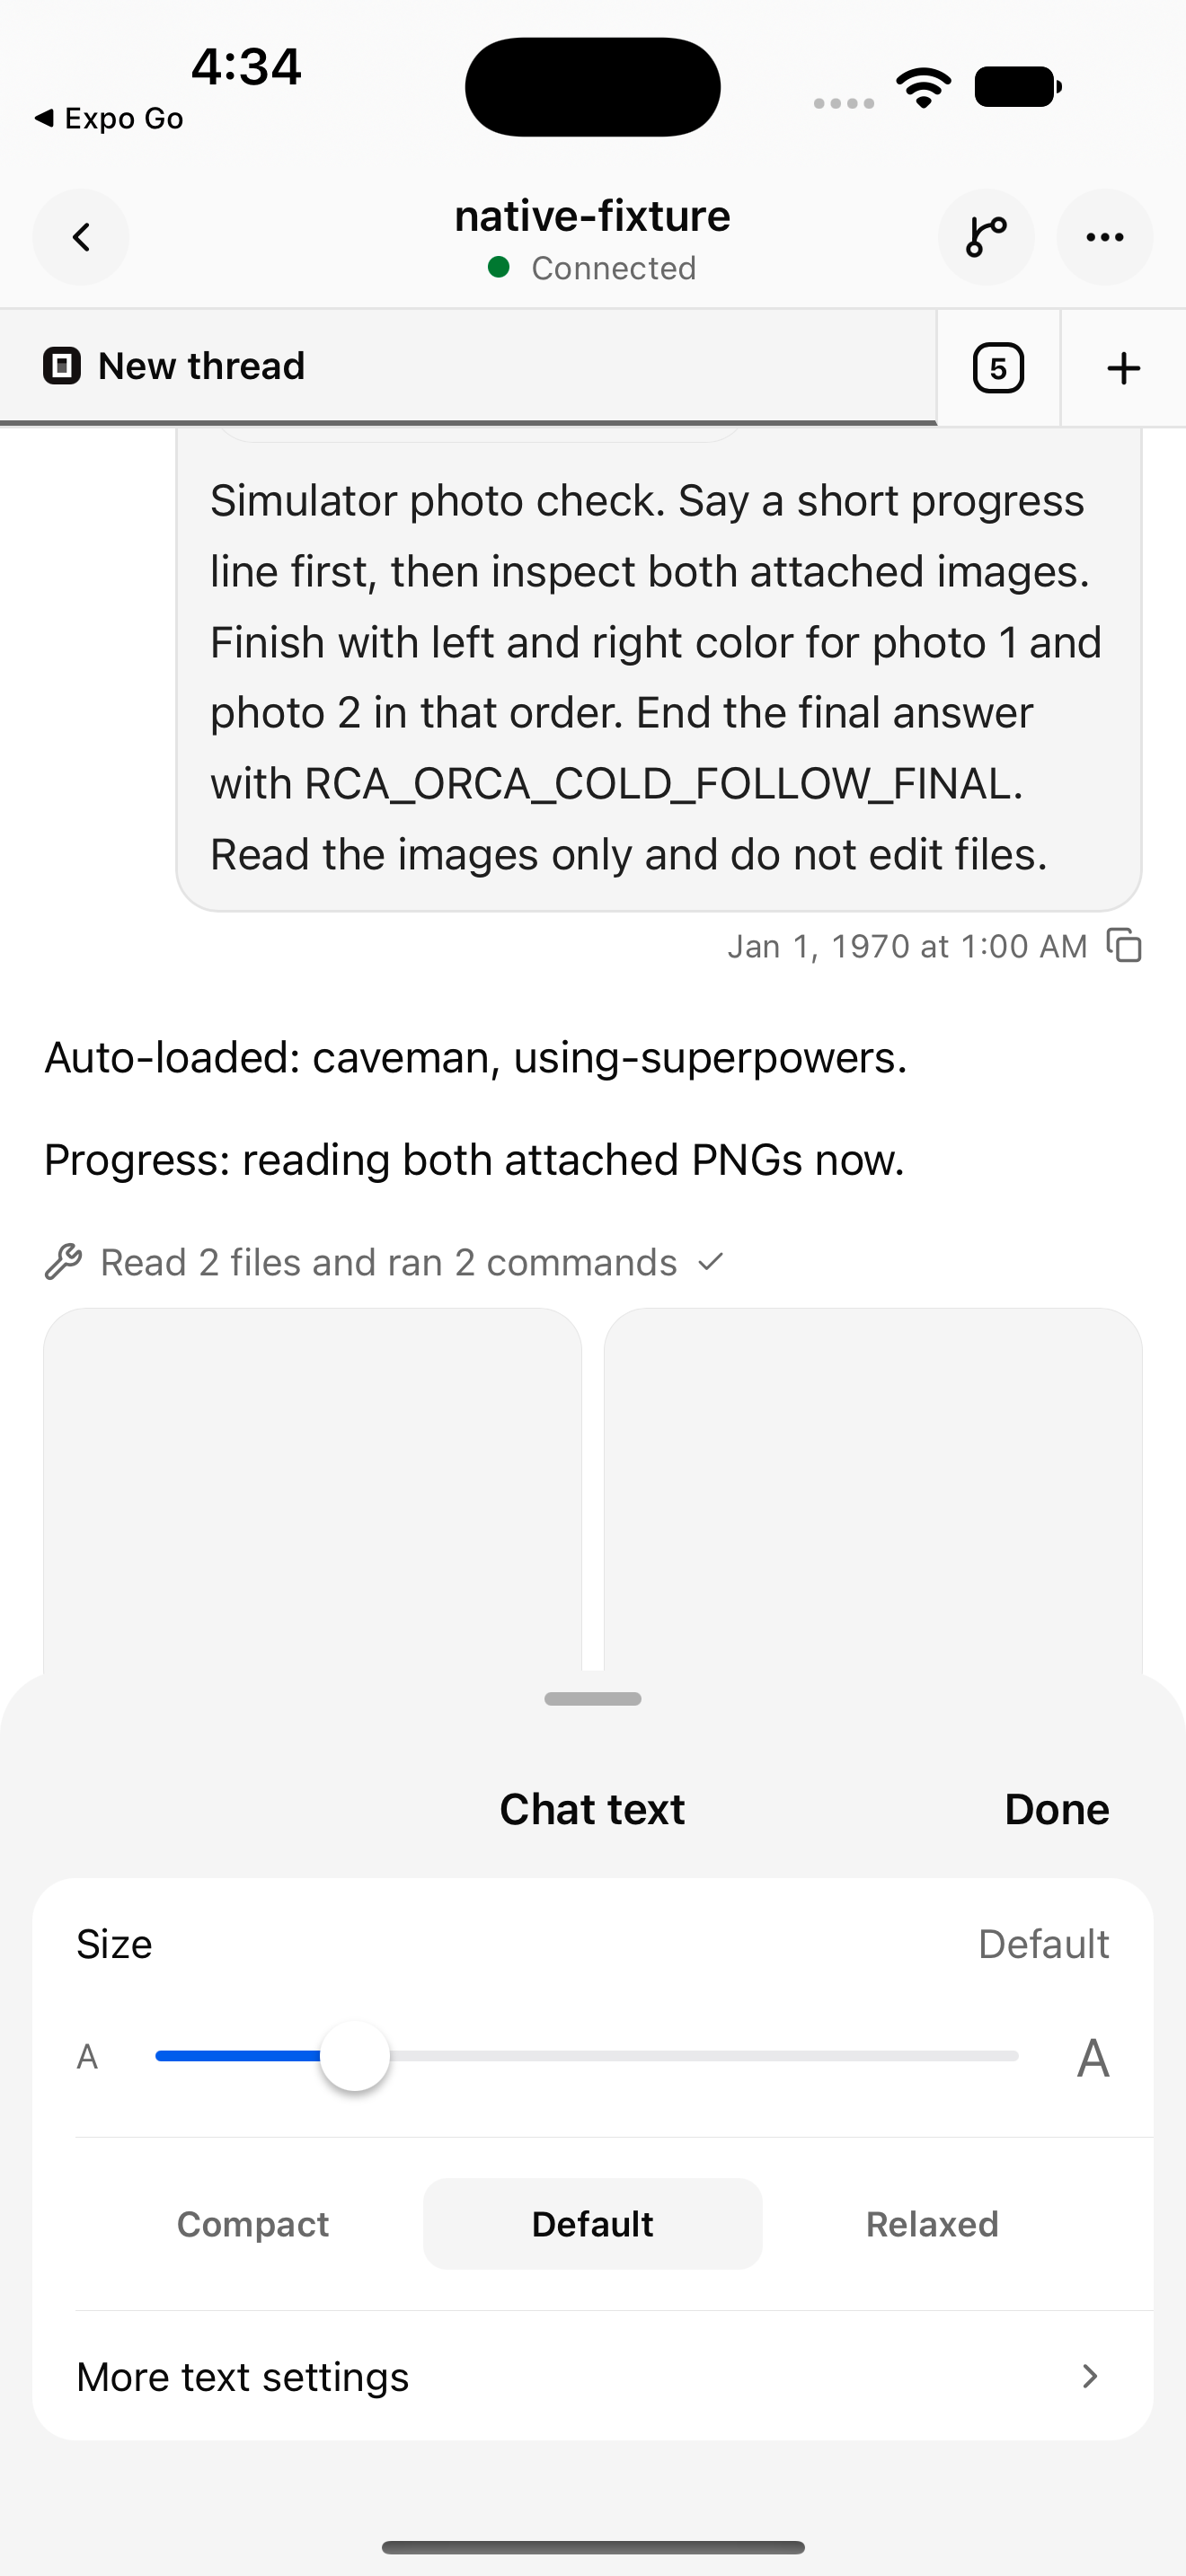 4:34
Expo Go
native-fixture
Connected
New thread
5
Simulator photo check. Say a short progress
line first, then inspect both attached images.
Finish with left and right color for photo 1 and
photo 2 in that order. End the final answer
with RCA_ORCA_COLD_FOLLOW_FINAL.
Read the images only and do not edit files.
Jan 1, 1970 at 1:00 AM
Auto-loaded: caveman, using-superpowers.
Progress: reading both attached PNGs now.
Read 2 files and ran 2 commands
Chat text
Done
Size
Default
A
A
Compact
Default
Relaxed
More text settings